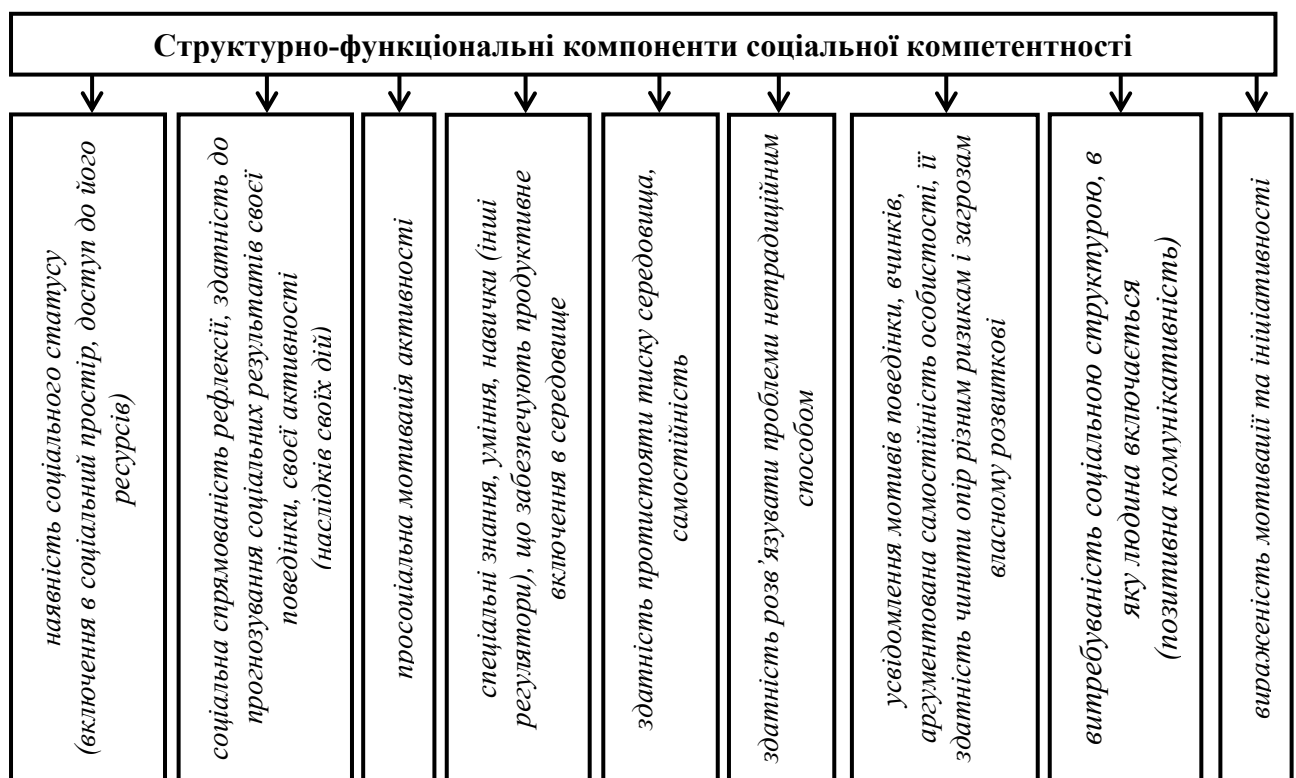 Структурно-функціональні компоненти соціальної компетентності
наявність соціального статусу
(включення в соціальний простір, доступ до його
ресурсів)
соціальна спрямованість рефлексії, здатність до
прогнозування соціальних результатів своєї
поведінки, своєї активності
(наслідків своїх дій)
просоціальна мотивація активності
спеціальні знання, уміння, навички (інші
регулятори), що забезпечують продуктивне
включення в середовище
здатність протистояти тиску середовища,
самостійність
здатність розв’язувати проблеми нетрадиційним
способом
усвідомлення мотивів поведінки, вчинків,
аргументована самостійність особистості, її
здатність чинити опір різним ризикам і загрозам
власному розвиткові
витребуваність соціальною структурою, в
яку людина включається
(позитивна комунікативність)
вираженість мотивації та ініціативності